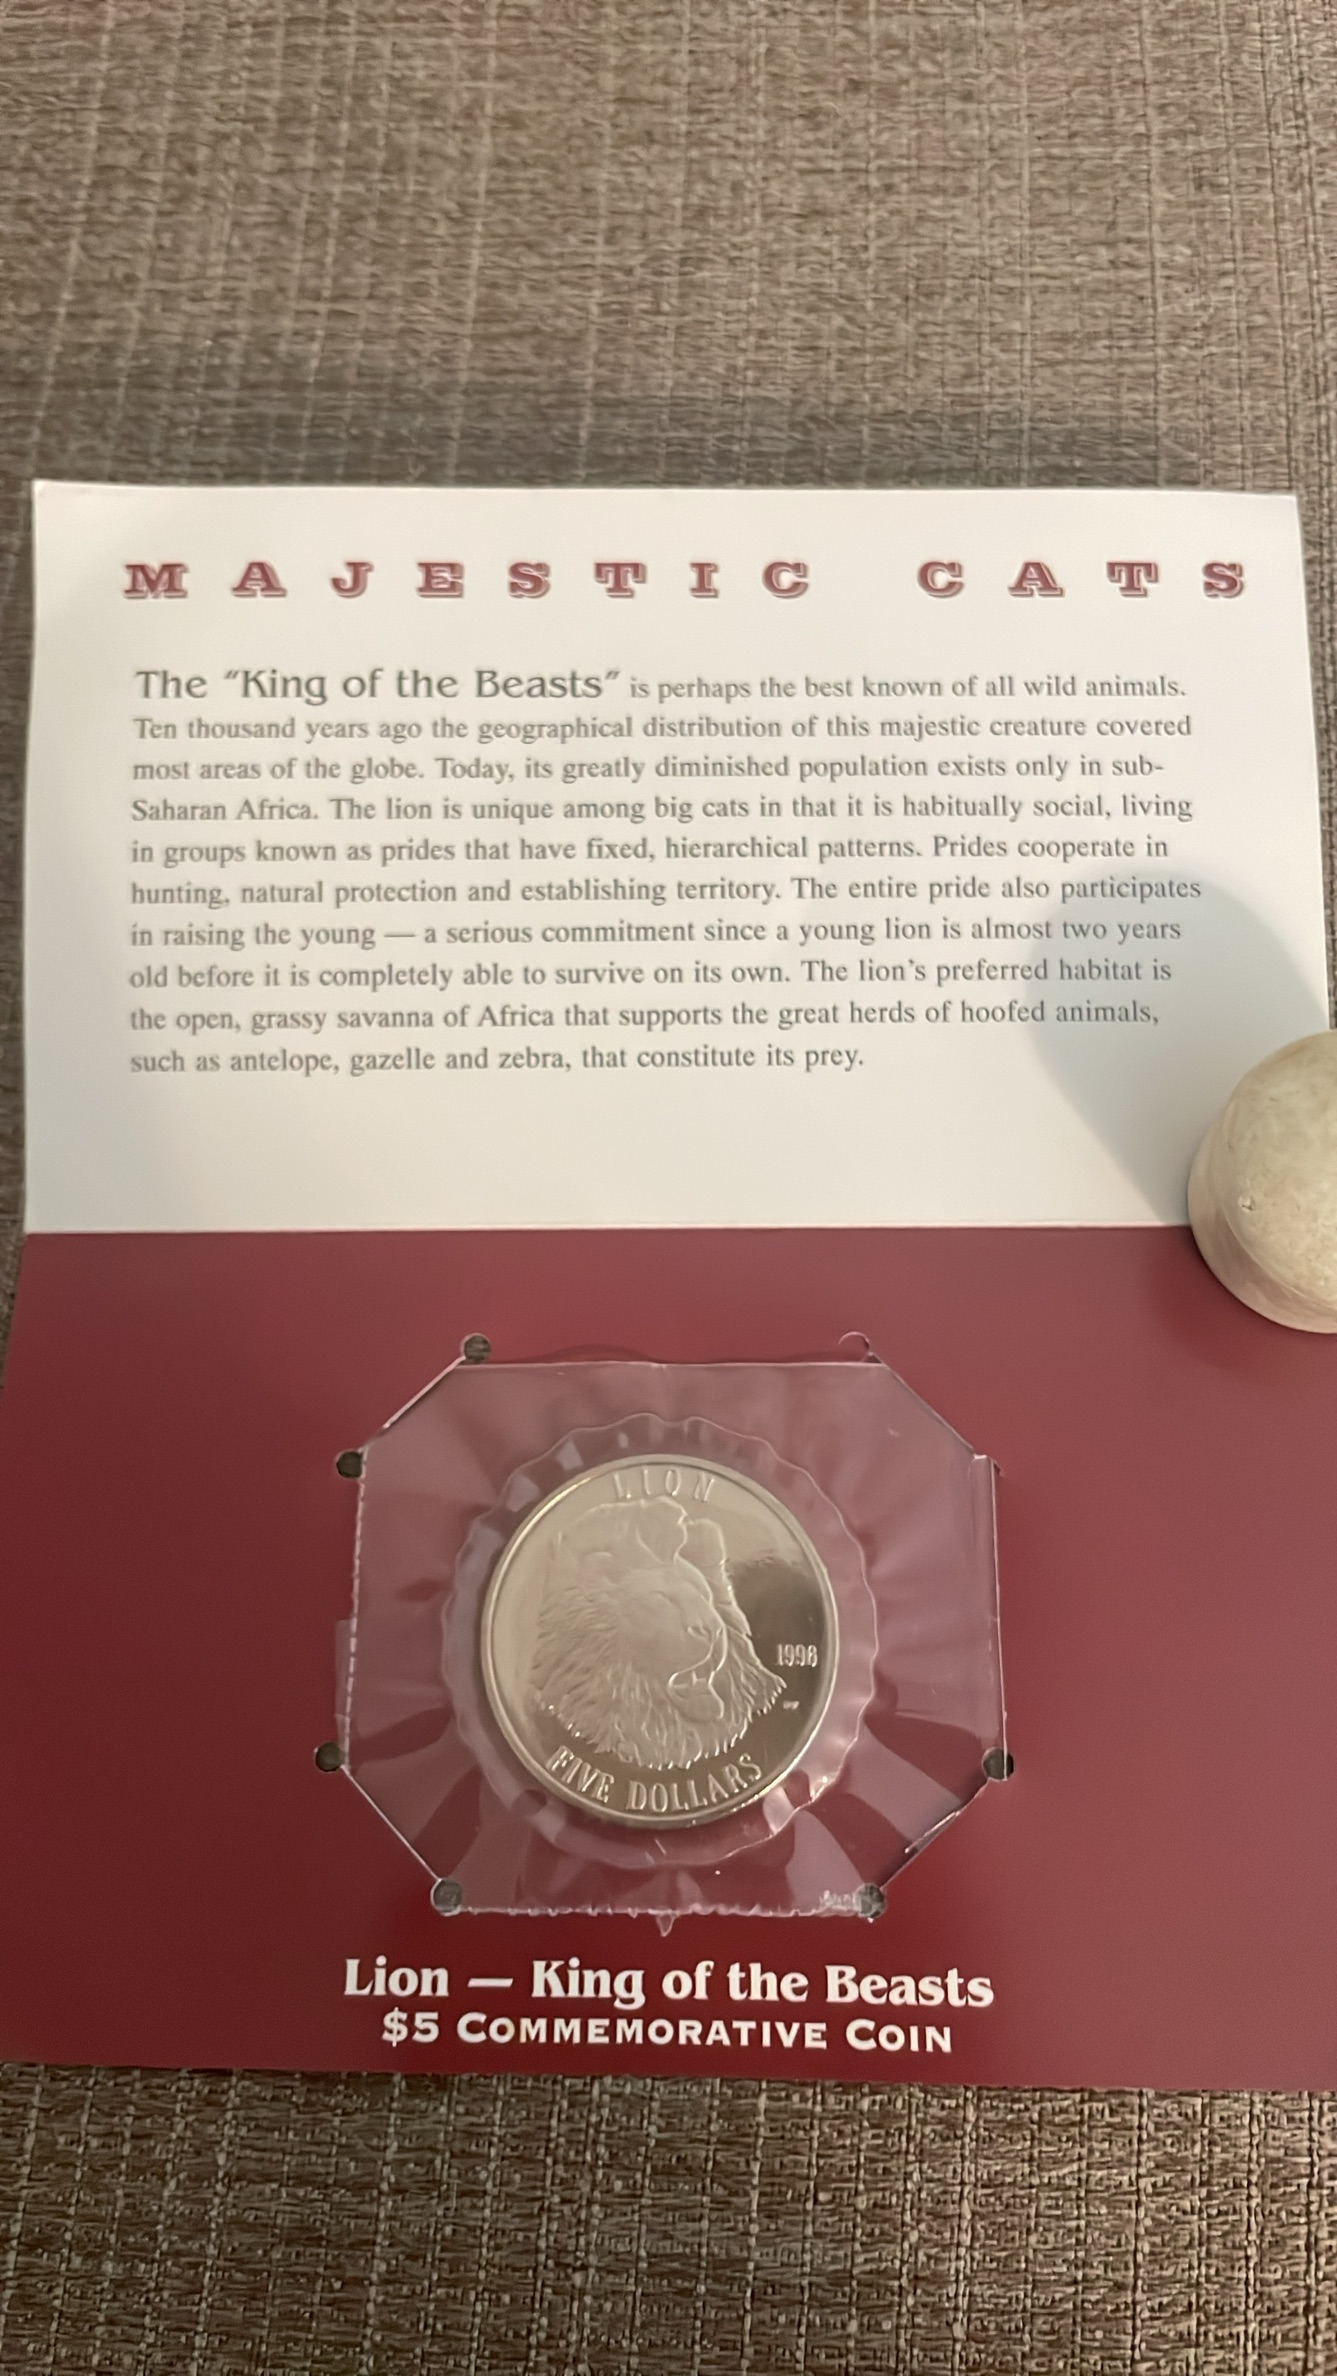 MAJESTIC CATS
The "King of the Beasts" is perhaps the best known of all wild animals.
Ten thousand years ago the geographical distribution of this majestic creature covered
most areas of the globe. Today, its greatly diminished population exists only in sub-
Saharan Africa. The lion is unique among big cats in that it is habitually social, living
in groups known as prides that have fixed, hierarchical patterns. Prides cooperate in
hunting, natural protection and establishing territory. The entire pride also participates
in raising the young — a serious commitment since a young lion is almost two years
old before it is completely able to survive on its own. The lion's preferred habitat is
the open, grassy savanna of Africa that supports the great herds of hoofed animals,
such as antelope, gazelle and zebra, that constitute its prey.
LION
1998
FIVE DOLLARS
Lion — King of the Beasts
$5 COMMEMORATIVE COIN